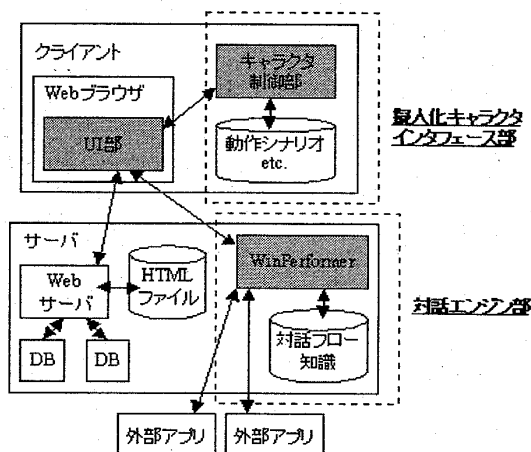 クライアント
Webブラウザ
UI部
キャラクタ
制御部
動作シナリオ
etc.
擬人化キャラクタ
インタフェース部
サーバ
Web
サーバ
HTML
ファイル
DB
DB
WinPerformer
対話フロー
知識
対話エンジン部
外部アプリ
外部アプリ